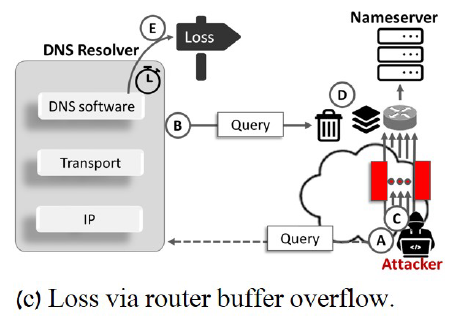 Nameserver
E
DNS Resolver
Loss
DNS software
D
B
Query
Transport
C
IP
Query
A
</>
Attacker
(c) Loss via router buffer overflow.